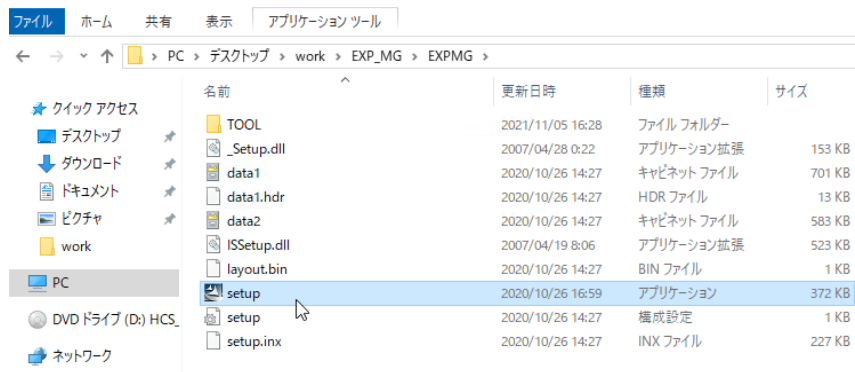 ファイル ホーム 共有 表示 アプリケーション ツール
PC > デスクトップ > work > EXP_MG > EXPMG >
名前 更新日時 種類 サイズ
クイック アクセス
デスクトップ
ダウンロード
ドキュメント
ピクチャ
work
PC
DVD ドライブ (D:) HCS_
ネットワーク
TOOL 2021/11/05 16:28 ファイル フォルダー
_Setup.dll 2007/04/28 0:22 アプリケーション拡張 153 KB
data1 2020/10/26 14:27 キャビネット ファイル 701 KB
data1.hdr 2020/10/26 14:27 HDR ファイル 13 KB
data2 2020/10/26 14:27 キャビネット ファイル 583 KB
ISSetup.dll 2007/04/19 8:06 アプリケーション拡張 523 KB
layout.bin 2020/10/26 14:27 BIN ファイル 1 KB
setup 2020/10/26 16:59 アプリケーション 372 KB
setup 2020/10/26 14:27 構成設定 1 KB
setup.inx 2020/10/26 14:27 INX ファイル 227 KB